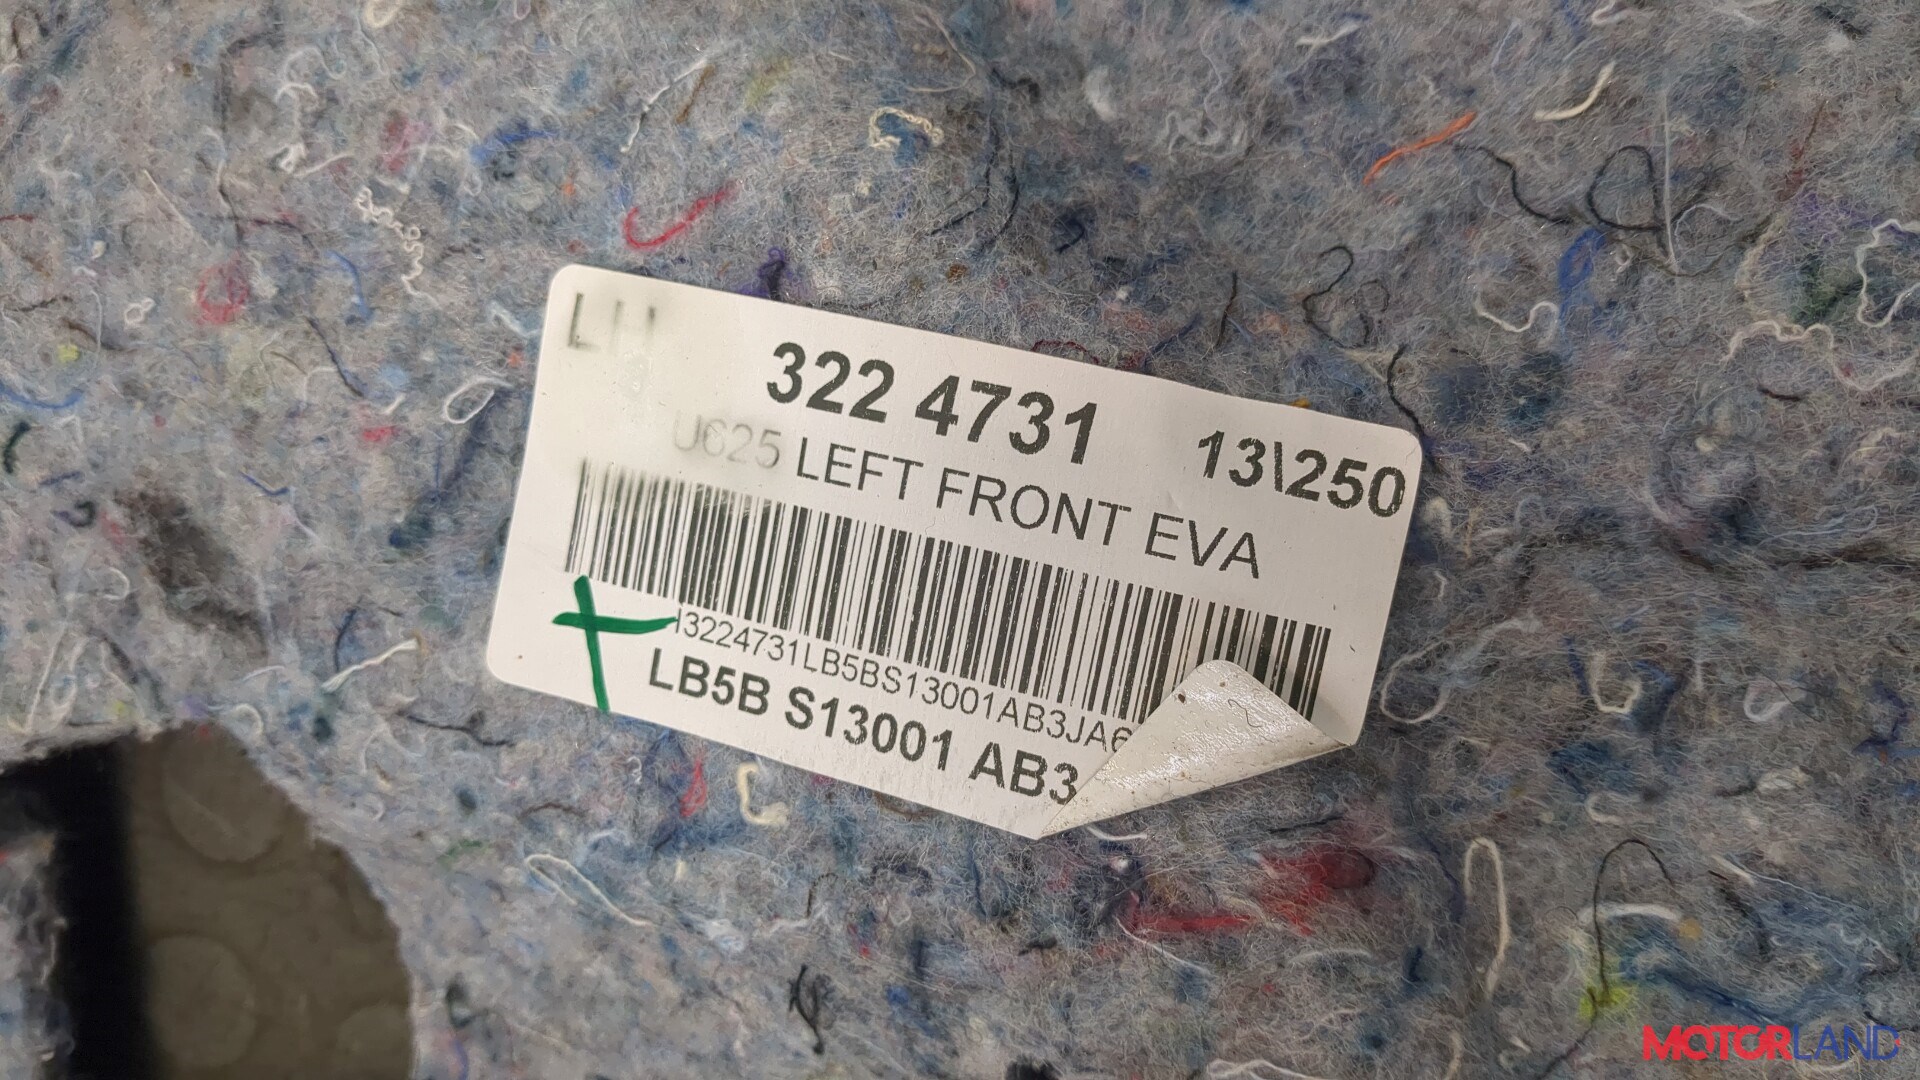 LH
322 4731 13\250
U625 LEFT FRONT EVA
I3224731LB5BS13001AB3JA6
LB5B S13001 AB3
MOTORLAND